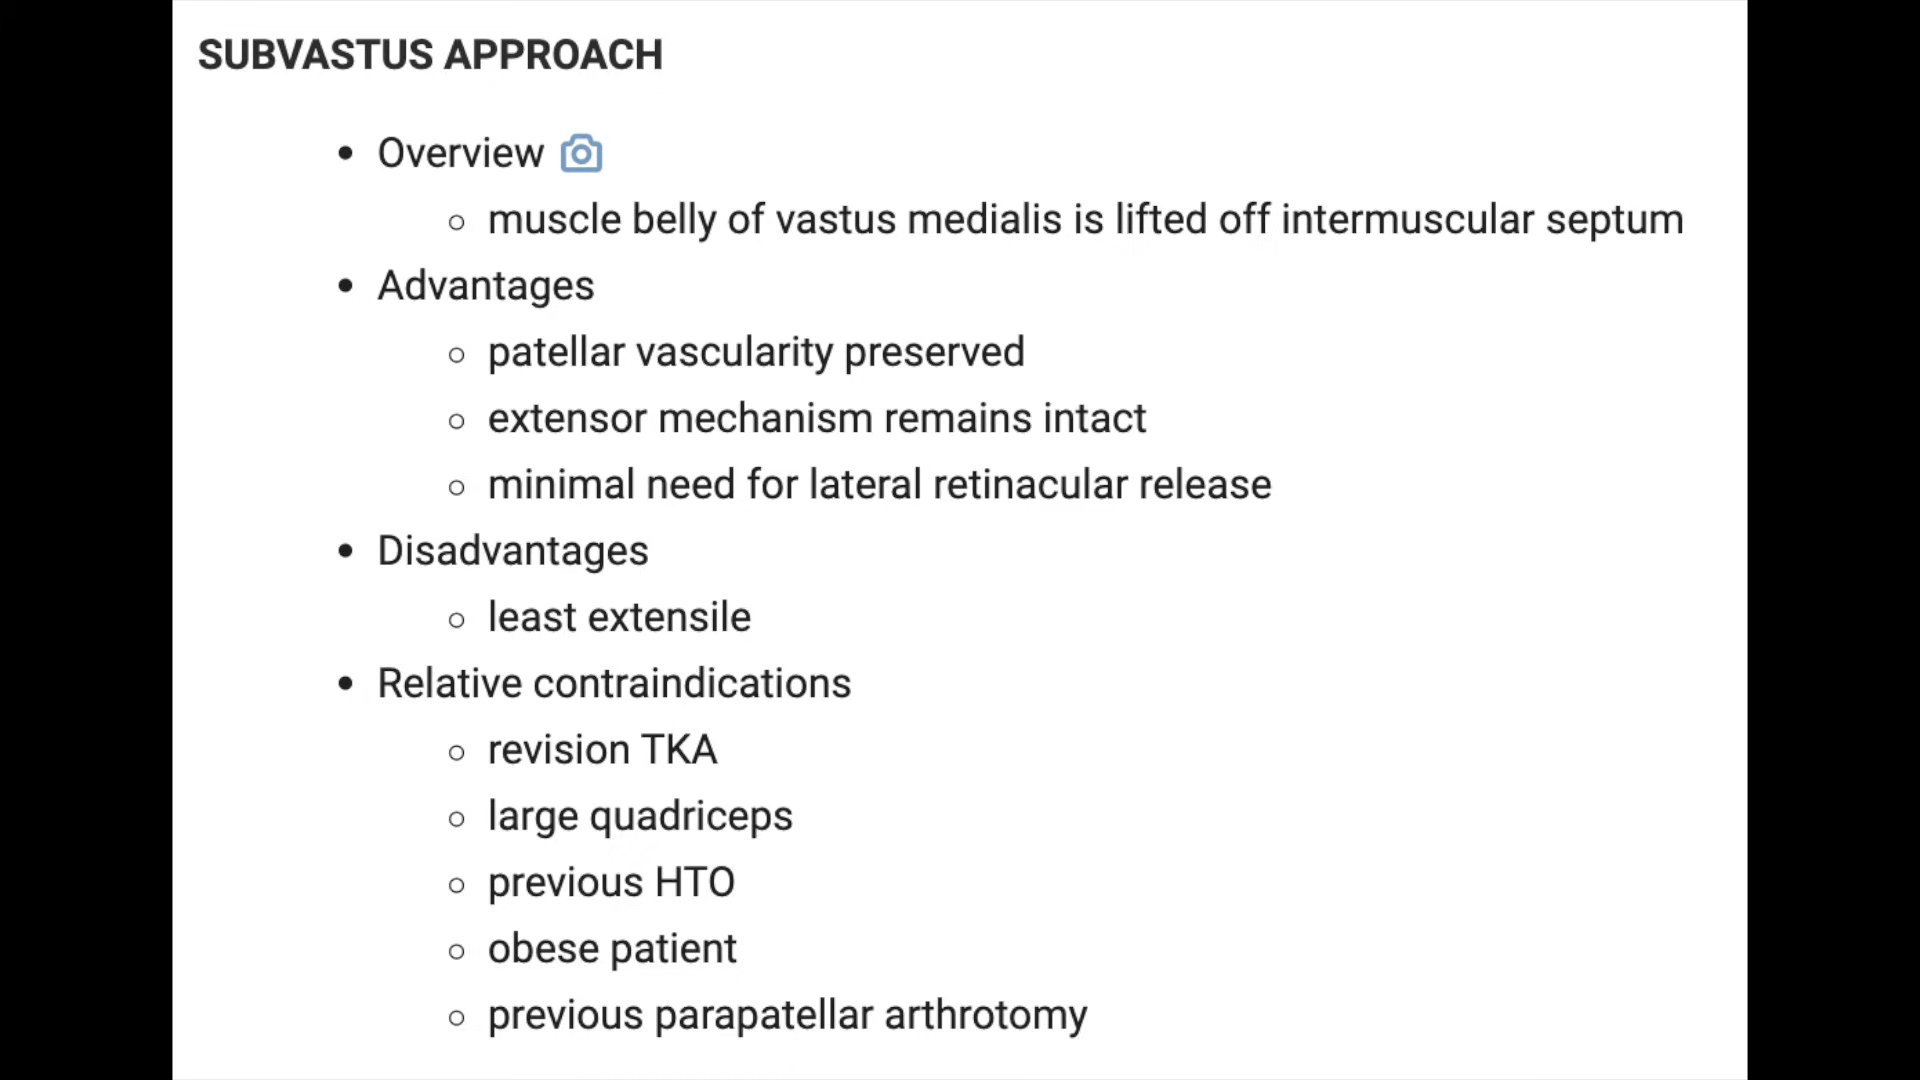 SUBVASTUS APPROACH
• Overview
○ muscle belly of vastus medialis is lifted off intermuscular septum
• Advantages
○ patellar vascularity preserved
○ extensor mechanism remains intact
○ minimal need for lateral retinacular release
• Disadvantages
○ least extensile
• Relative contraindications
○ revision TKA
○ large quadriceps
○ previous HTO
○ obese patient
○ previous parapatellar arthrotomy